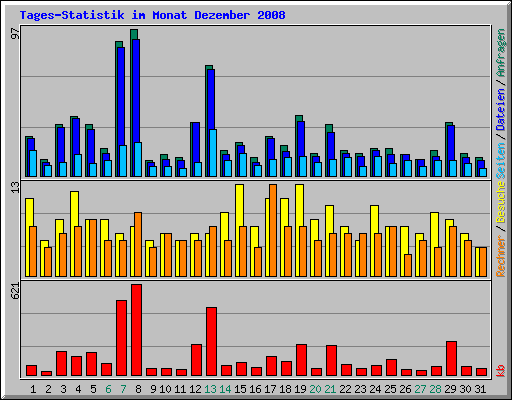 Tages-Statistik im Monat Dezember 2008
97
13
621
Rechner / Besuche Seiten / Dateien / Anfragen
kb
1 2 3 4 5 6 7 8 9 10 11 12 13 14 15 16 17 18 19 20 21 22 23 24 25 26 27 28 29 30 31